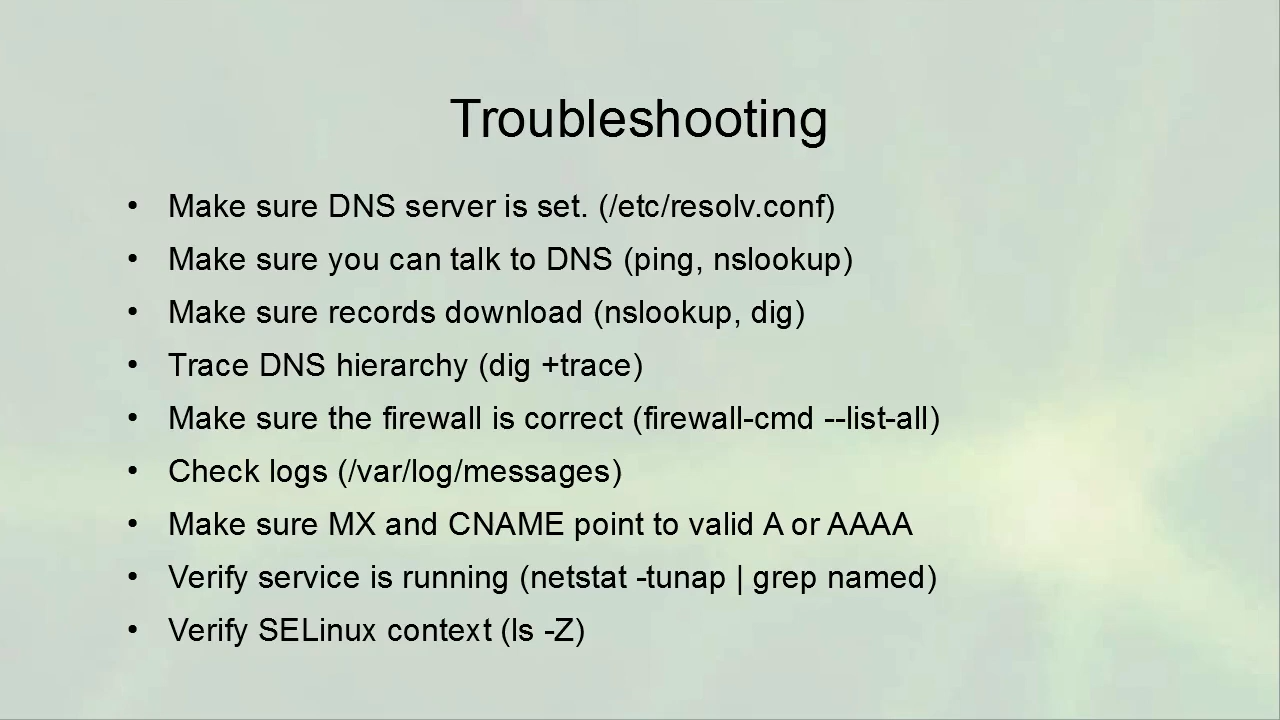 Troubleshooting
• Make sure DNS server is set. (/etc/resolv.conf)
• Make sure you can talk to DNS (ping, nslookup)
• Make sure records download (nslookup, dig)
• Trace DNS hierarchy (dig +trace)
• Make sure the firewall is correct (firewall-cmd --list-all)
• Check logs (/var/log/messages)
• Make sure MX and CNAME point to valid A or AAAA
• Verify service is running (netstat -tunap | grep named)
• Verify SELinux context (ls -Z)